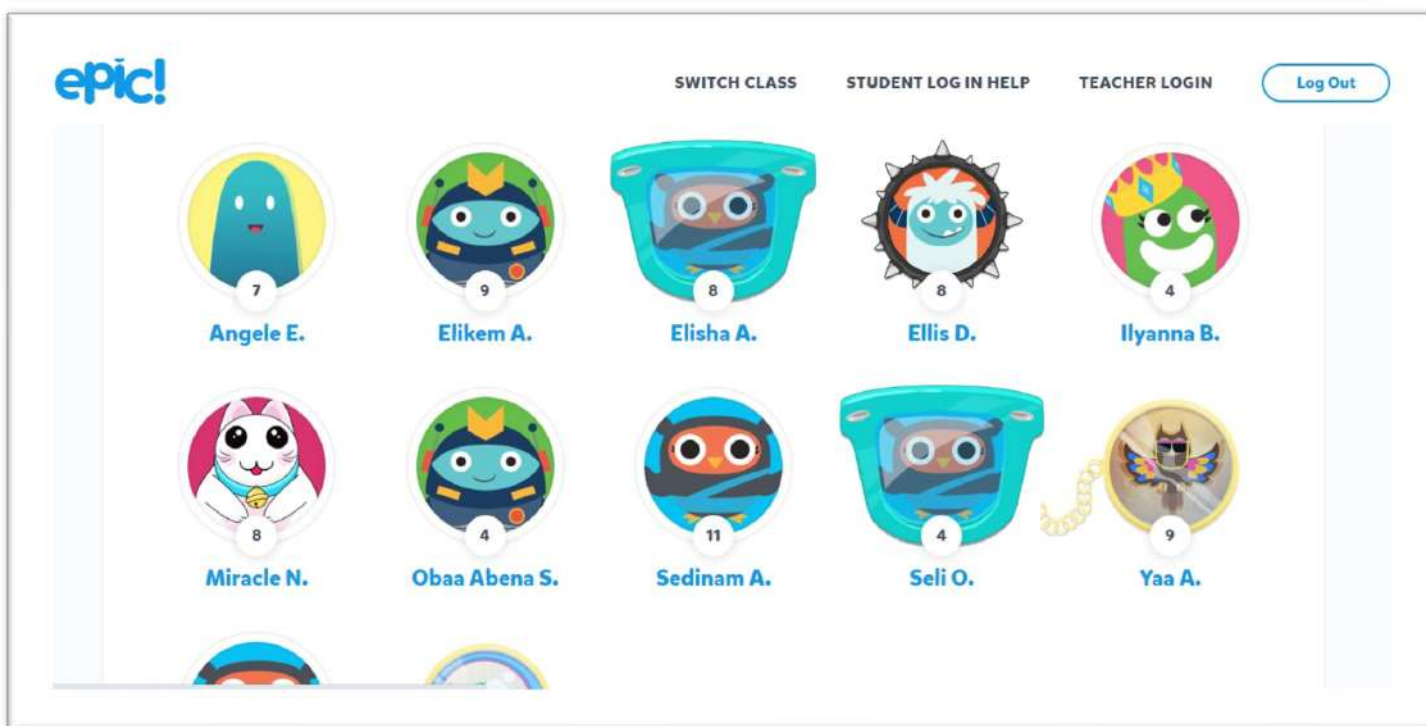 epic!
SWITCH CLASS STUDENT LOG IN HELP TEACHER LOGIN Log Out
7 9 8 8 4
Angele E. Elikem A. Elisha A. Ellis D. Ilyanna B.
8 4 11 4 9
Miracle N. Obaa Abena S. Sedinam A. Seli O. Yaa A.